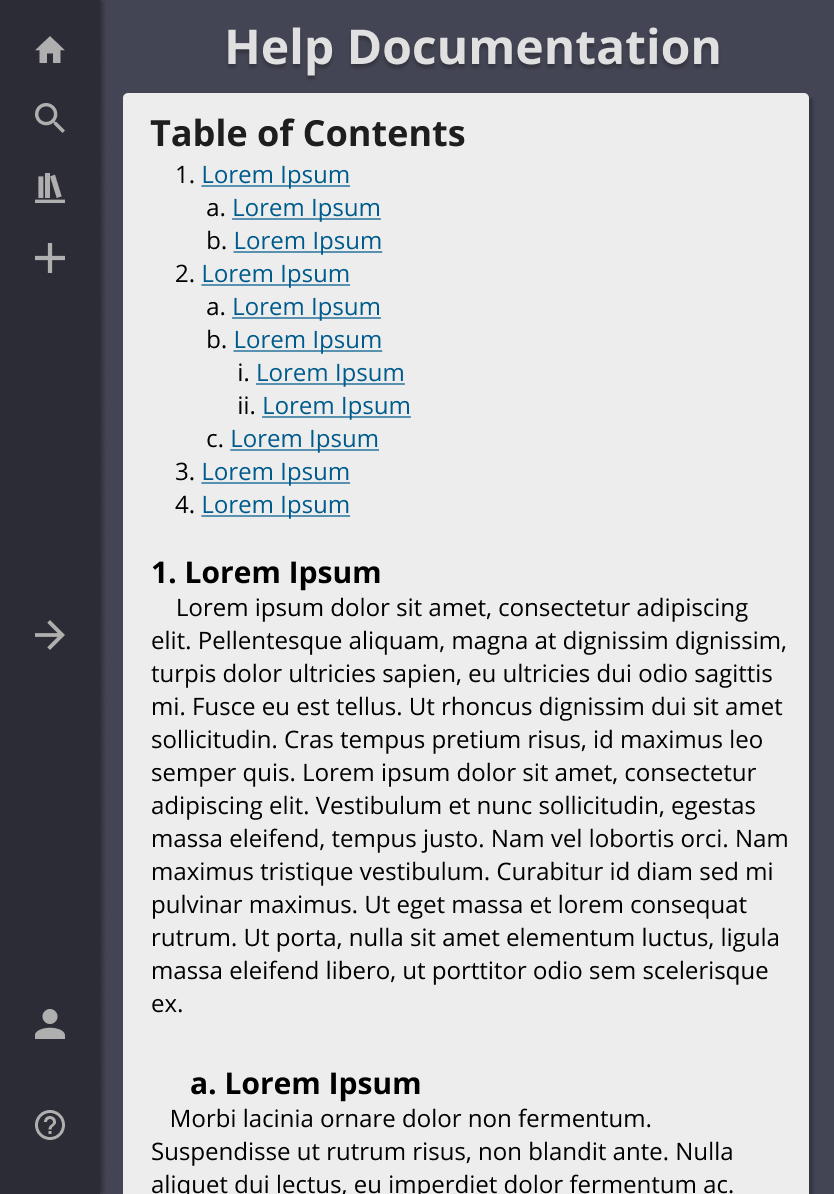 Help Documentation
Table of Contents
1. Lorem Ipsum
a. Lorem Ipsum
b. Lorem Ipsum
2. Lorem Ipsum
a. Lorem Ipsum
b. Lorem Ipsum
i. Lorem Ipsum
ii. Lorem Ipsum
c. Lorem Ipsum
3. Lorem Ipsum
4. Lorem Ipsum
1. Lorem Ipsum
Lorem ipsum dolor sit amet, consectetur adipiscing
elit. Pellentesque aliquam, magna at dignissim dignissim,
turpis dolor ultricies sapien, eu ultricies dui odio sagittis
mi. Fusce eu est tellus. Ut rhoncus dignissim dui sit amet
sollicitudin. Cras tempus pretium risus, id maximus leo
semper quis. Lorem ipsum dolor sit amet, consectetur
adipiscing elit. Vestibulum et nunc sollicitudin, egestas
massa eleifend, tempus justo. Nam vel lobortis orci. Nam
maximus tristique vestibulum. Curabitur id diam sed mi
pulvinar maximus. Ut eget massa et lorem consequat
rutrum. Ut porta, nulla sit amet elementum luctus, ligula
massa eleifend libero, ut porttitor odio sem scelerisque
ex.
a. Lorem Ipsum
Morbi lacinia ornare dolor non fermentum.
Suspendisse ut rutrum risus, non blandit ante. Nulla
aliquet dui lectus, eu imperdiet dolor fermentum ac.